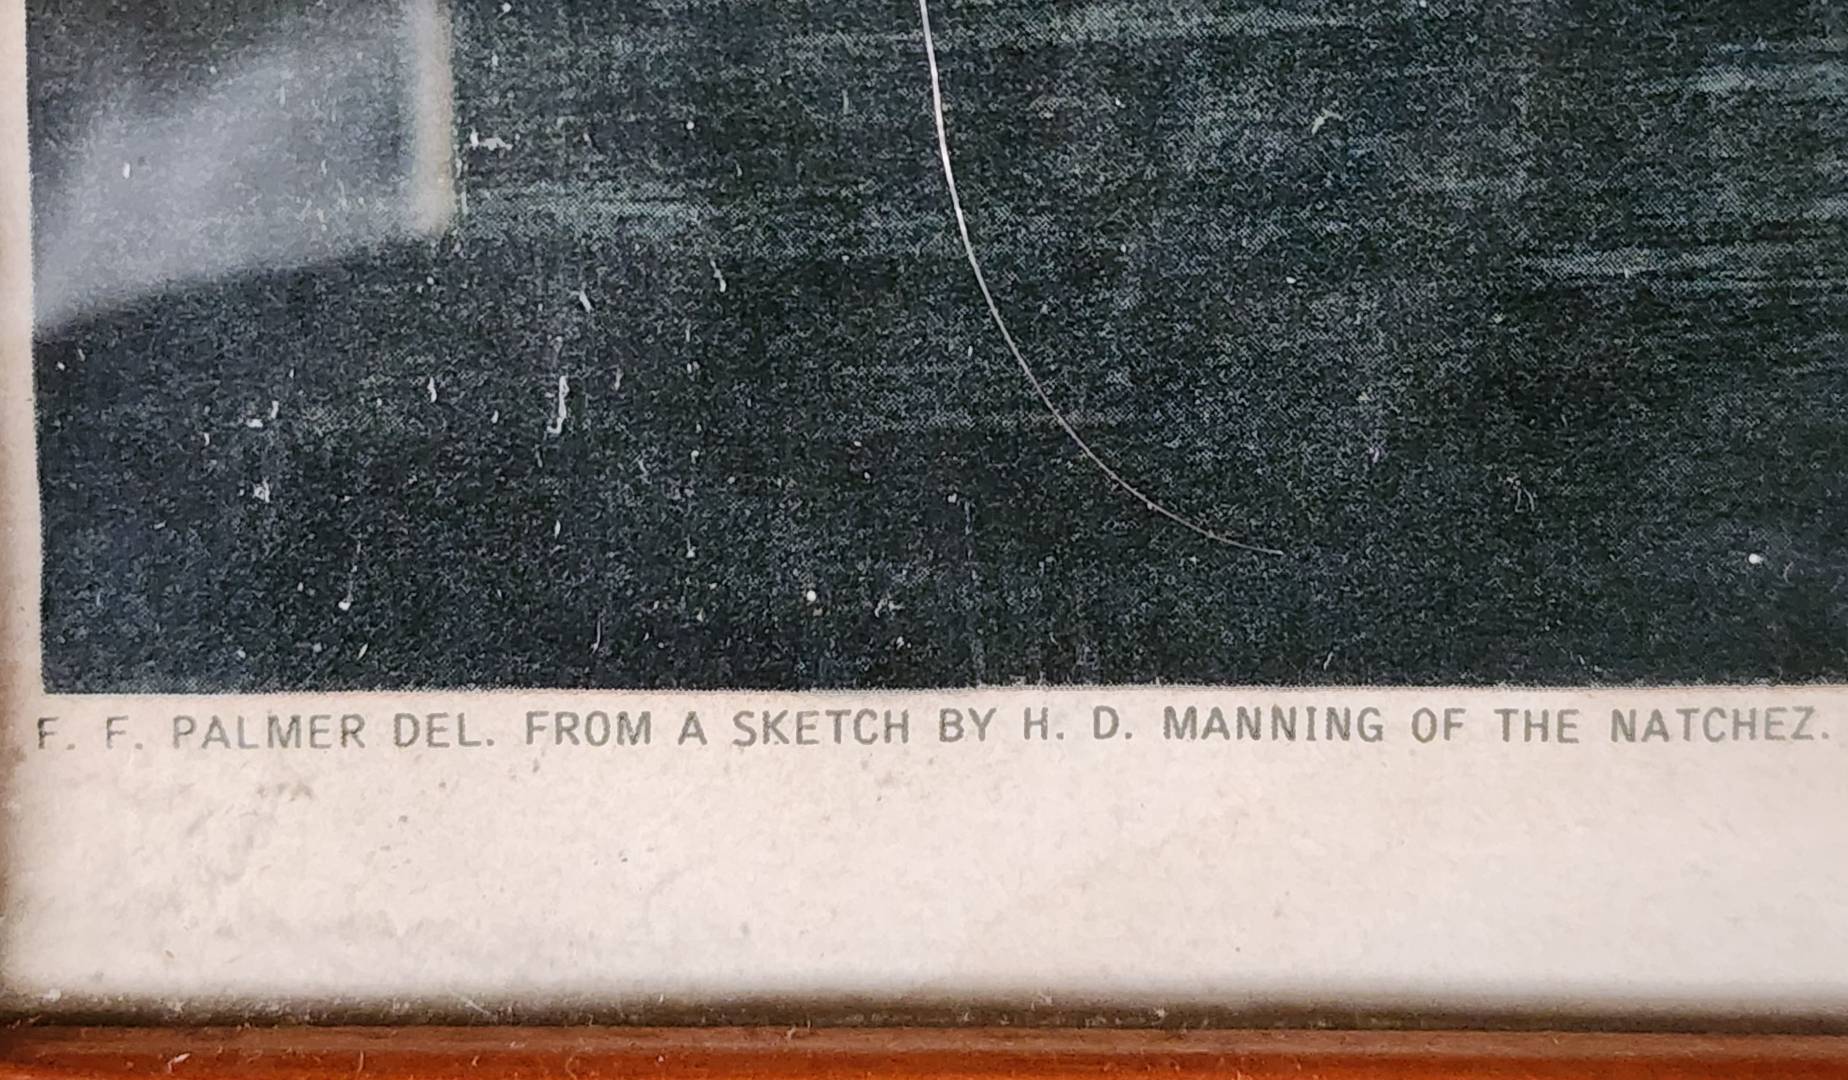 F. F. PALMER DEL. FROM A SKETCH BY H. D. MANNING OF THE NATCHEZ.